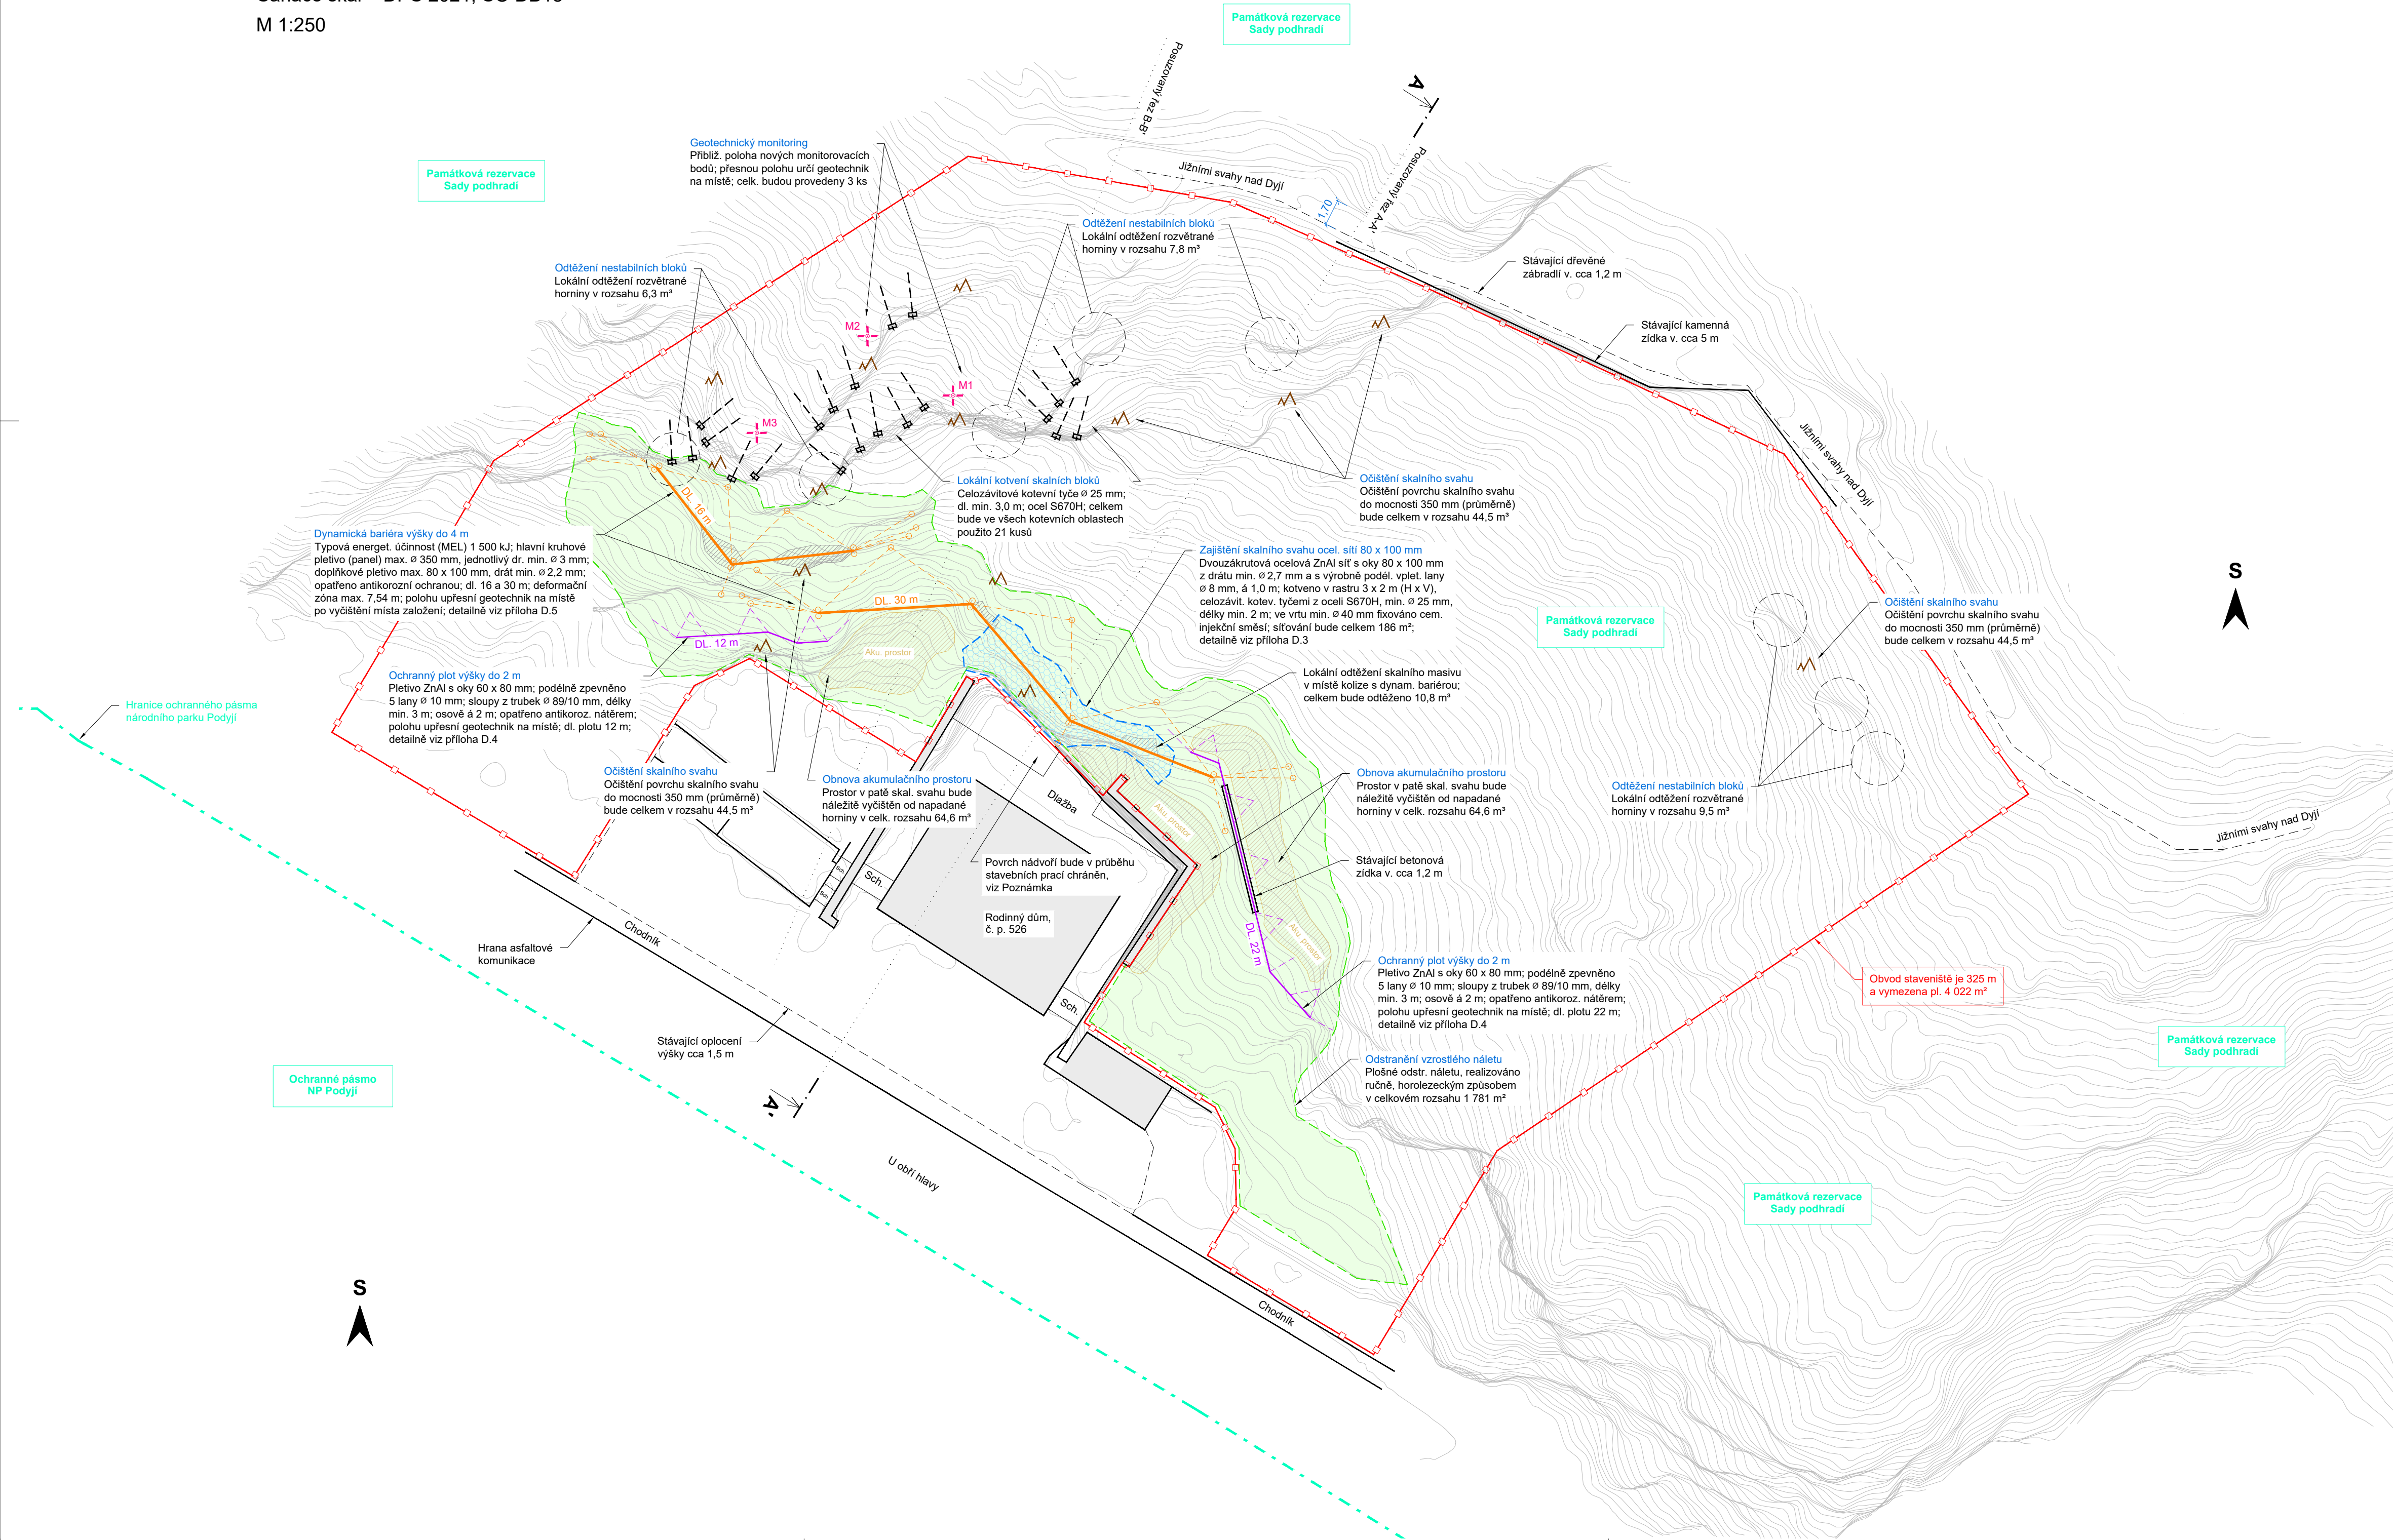 M 1:250
Památková rezervace
Sady podhradí
Posuzovaný řez B-B'
A
Posuzovaný řez A-A'
Geotechnický monitoring
Přibliž. poloha nových monitorovacích
bodů; přesnou polohu určí geotechnik
na místě; celk. budou provedeny 3 ks
Památková rezervace
Sady podhradí
Jižními svahy nad Dyjí
1,70
Odtěžení nestabilních bloků
Lokální odtěžení rozvětrané
horniny v rozsahu 7,8 m³
Odtěžení nestabilních bloků
Lokální odtěžení rozvětrané
horniny v rozsahu 6,3 m³
Stávající dřevěné
zábradlí v. cca 1,2 m
Stávající kamenná
zídka v. cca 5 m
M2
M1
M3
Jižními svahy nad Dyjí
Lokální kotvení skalních bloků
Celozávitové kotevní tyče ⌀ 25 mm;
dl. min. 3,0 m; ocel S670H; celkem
bude ve všech kotevních oblastech
použito 21 kusů
Očištění skalního svahu
Očištění povrchu skalního svahu
do mocnosti 350 mm (průměrně)
bude celkem v rozsahu 44,5 m³
DL. 16 m
Dynamická bariéra výšky do 4 m
Typová energet. účinnost (MEL) 1 500 kJ; hlavní kruhové
pletivo (panel) max. ⌀ 350 mm, jednotlivý dr. min. ⌀ 3 mm;
doplňkové pletivo max. 80 x 100 mm, drát min. ⌀ 2,2 mm;
opatřeno antikorozní ochranou; dl. 16 a 30 m; deformační
zóna max. 7,54 m; polohu upřesní geotechnik na místě
po vyčištění místa založení; detailně viz příloha D.5
Zajištění skalního svahu ocel. sítí 80 x 100 mm
Dvouzákrutová ocelová ZnAl síť s oky 80 x 100 mm
z drátu min. ⌀ 2,7 mm a s výrobně podél. vplet. lany
⌀ 8 mm, á 1,0 m; kotveno v rastru 3 x 2 m (H x V),
celozávit. kotev. tyčemi z oceli S670H, min. ⌀ 25 mm,
délky min. 2 m; ve vrtu min. ⌀ 40 mm fixováno cem.
injekční směsí; síťování bude celkem 186 m²;
detailně viz příloha D.3
S
DL. 30 m
DL. 12 m
Aku. prostor
Památková rezervace
Sady podhradí
Očištění skalního svahu
Očištění povrchu skalního svahu
do mocnosti 350 mm (průměrně)
bude celkem v rozsahu 44,5 m³
Ochranný plot výšky do 2 m
Pletivo ZnAl s oky 60 x 80 mm; podélně zpevněno
5 lany ⌀ 10 mm; sloupy z trubek ⌀ 89/10 mm, délky
min. 3 m; osově á 2 m; opatřeno antikoroz. nátěrem;
polohu upřesní geotechnik na místě; dl. plotu 12 m;
detailně viz příloha D.4
Lokální odtěžení skalního masivu
v místě kolize s dynam. bariérou;
celkem bude odtěženo 10,8 m³
Hranice ochranného pásma
národního parku Podyjí
Očištění skalního svahu
Očištění povrchu skalního svahu
do mocnosti 350 mm (průměrně)
bude celkem v rozsahu 44,5 m³
Obnova akumulačního prostoru
Prostor v patě skal. svahu bude
náležitě vyčištěn od napadané
horniny v celk. rozsahu 64,6 m³
Dlažba
Aku. prostor
Obnova akumulačního prostoru
Prostor v patě skal. svahu bude
náležitě vyčištěn od napadané
horniny v celk. rozsahu 64,6 m³
Odtěžení nestabilních bloků
Lokální odtěžení rozvětrané
horniny v rozsahu 9,5 m³
Jižními svahy nad Dyjí
Povrch nádvoří bude v průběhu
stavebních prací chráněn,
viz Poznámka
Stávající betonová
zídka v. cca 1,2 m
Sch.
Sch.
Sch.
Rodinný dům,
č. p. 526
Chodník
Hrana asfaltové
komunikace
DL. 22 m
Aku. prostor
Ochranný plot výšky do 2 m
Pletivo ZnAl s oky 60 x 80 mm; podélně zpevněno
5 lany ⌀ 10 mm; sloupy z trubek ⌀ 89/10 mm, délky
min. 3 m; osově á 2 m; opatřeno antikoroz. nátěrem;
polohu upřesní geotechnik na místě; dl. plotu 22 m;
detailně viz příloha D.4
Obvod staveniště je 325 m
a vymezena pl. 4 022 m²
Sch.
Stávající oplocení
výšky cca 1,5 m
Památková rezervace
Sady podhradí
Odstranění vzrostlého náletu
Plošné odstr. náletu, realizováno
ručně, horolezeckým způsobem
v celkovém rozsahu 1 781 m²
Ochranné pásmo
NP Podyjí
A'
U obří hlavy
Památková rezervace
Sady podhradí
S
Chodník